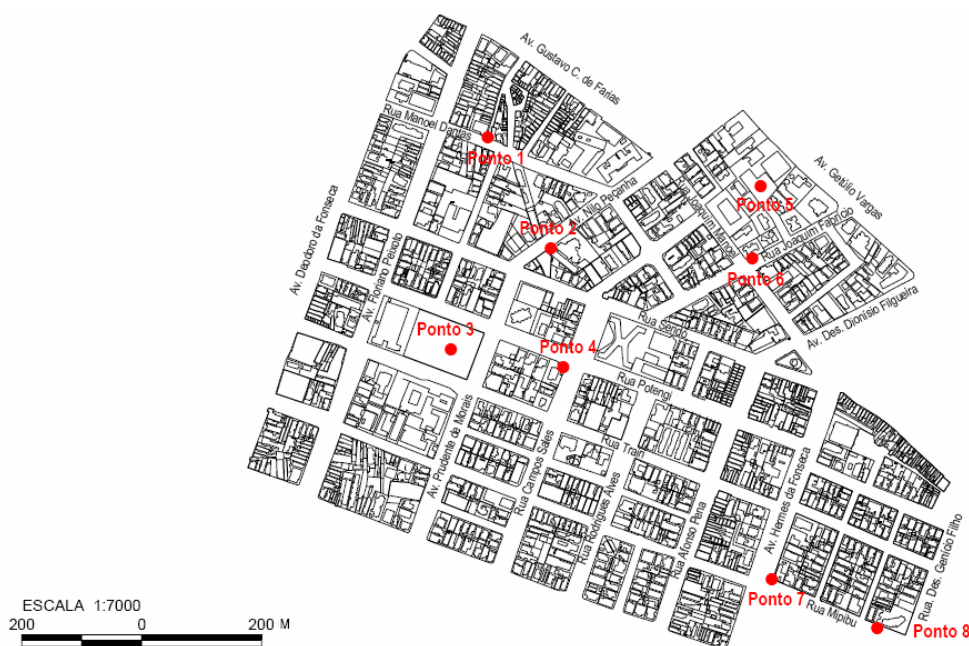 Av. Gustavo C. de Farias
Rua Manoel Dantas
Ponto 1
Av. Nilo Peçanha
Rua Joaquim Manoel
Ponto 5
Av. Getúlio Vargas
Av. Deodoro da Fonseca
Ponto 2
Rua Joaquim Fabrício
Av. Floriano Peixoto
Ponto 6
Av. Des. Dionísio Filgueira
Rua Seridó
Ponto 3
Ponto 4
Rua Potengi
Av. Prudente de Morais
Rua Campos Sales
Rua Trairi
Rua Rodrigues Alves
Rua Afonso Pena
Av. Hermes da Fonseca
Rua. Des. Genício Filho
Ponto 7
Rua Mipibu
Ponto 8
ESCALA 1:7000
200 0 200 M